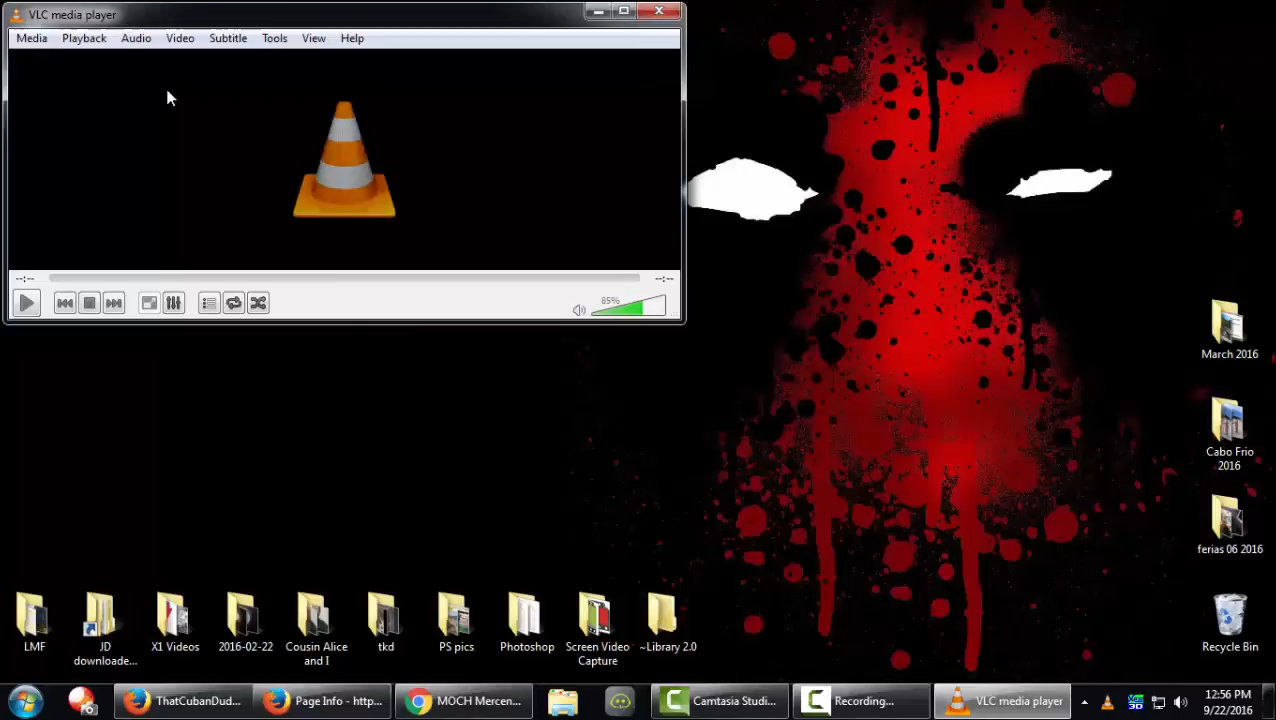 VLC media player
Media Playback Audio Video Subtitle Tools View Help
--:-- --:--
85%
March 2016
Cabo Frio
2016
ferias 06 2016
LMF
JD
downloade...
X1 Videos
2016-02-22
Cousin Alice
and I
tkd
PS pics
Photoshop
Screen Video
Capture
~Library 2.0
Recycle Bin
ThatCubanDud...
Page Info - http...
MOCH Mercen...
Camtasia Studi...
Recording...
VLC media player
3D
12:56 PM
9/22/2016